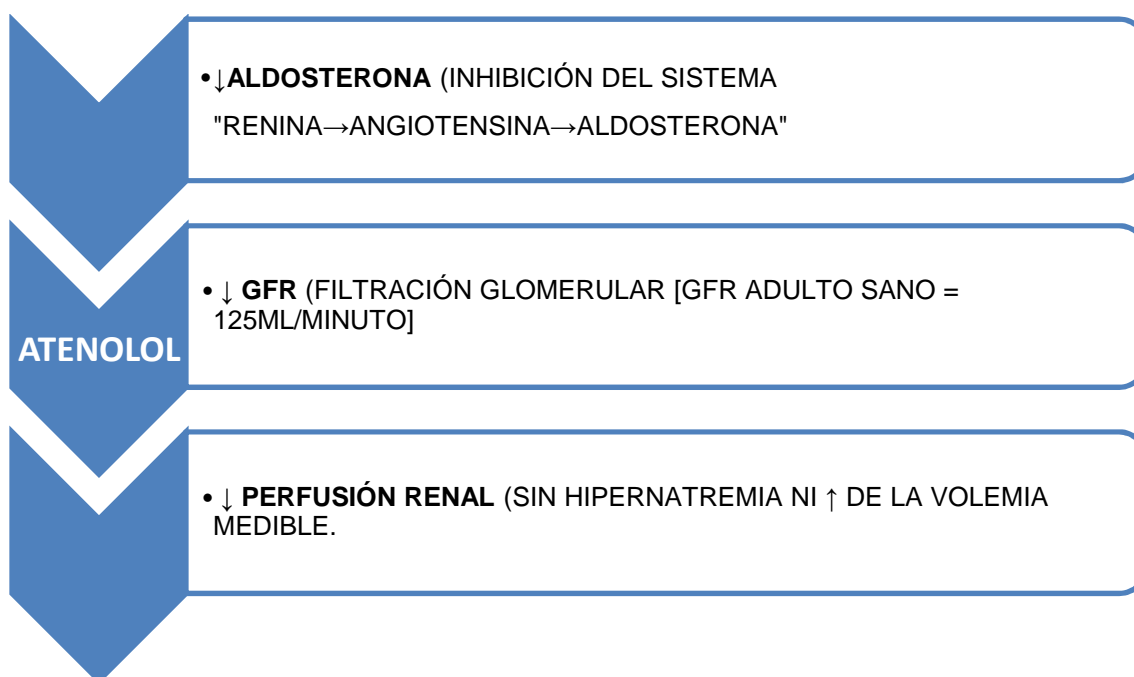 •↓ALDOSTERONA (INHIBICIÓN DEL SISTEMA
"RENINA→ANGIOTENSINA→ALDOSTERONA"
• ↓ GFR (FILTRACIÓN GLOMERULAR [GFR ADULTO SANO =
125ML/MINUTO]
ATENOLOL
• ↓ PERFUSIÓN RENAL (SIN HIPERNATREMIA NI ↑ DE LA VOLEMIA
MEDIBLE.